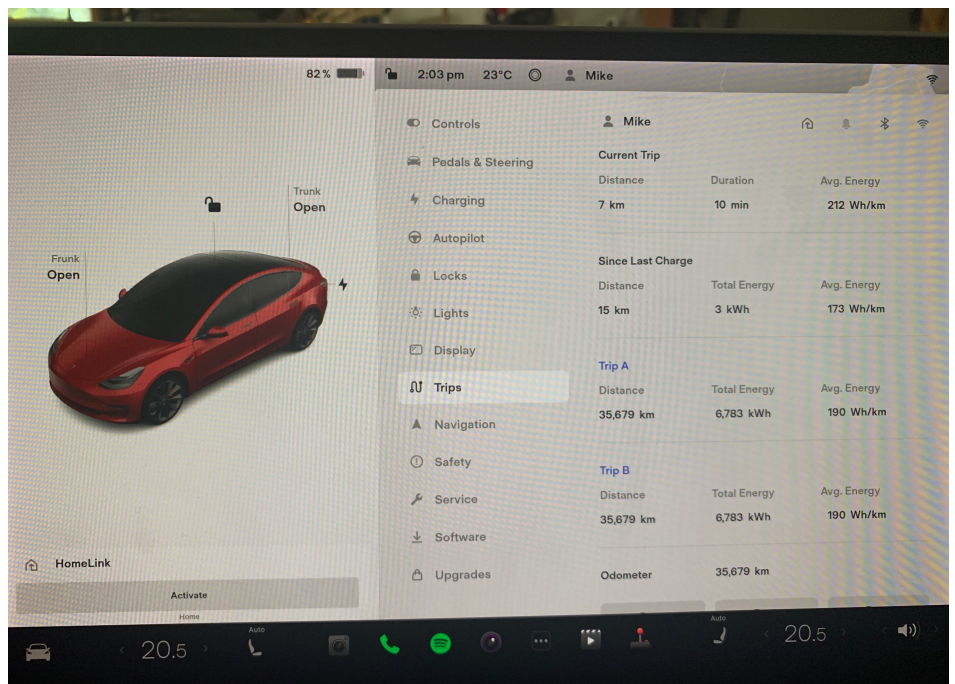 82 %
2:03 pm 23°C Mike
Trunk
Open
Frunk
Open
HomeLink
Activate
Home
Controls
Pedals & Steering
Charging
Autopilot
Locks
Lights
Display
Trips
Navigation
Safety
Service
Software
Upgrades
Mike
Current Trip
Distance Duration Avg. Energy
7 km 10 min 212 Wh/km
Since Last Charge
Distance Total Energy Avg. Energy
15 km 3 kWh 173 Wh/km
Trip A
Distance Total Energy Avg. Energy
35,679 km 6,783 kWh 190 Wh/km
Trip B
Distance Total Energy Avg. Energy
35,679 km 6,783 kWh 190 Wh/km
Odometer 35,679 km
20.5 Auto Auto 20.5